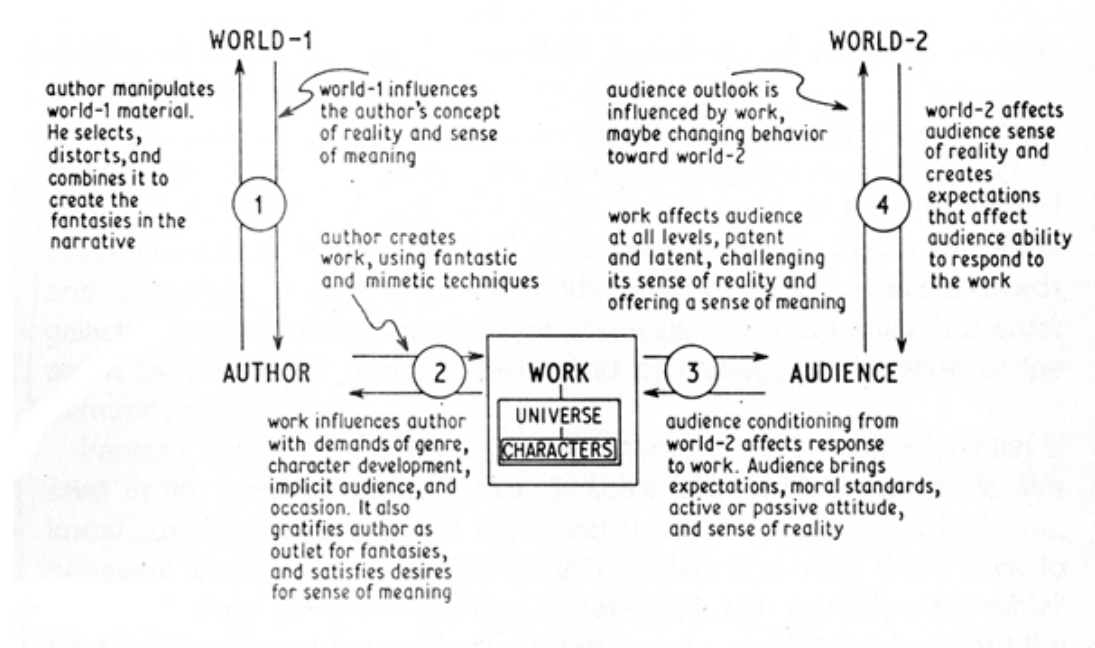 WORLD-1
WORLD-2
author manipulates
world-1 material.
He selects,
distorts, and
combines it to
create the
fantasies in the
narrative
1
world-1 influences
the author's concept
of reality and sense
of meaning
author creates
work, using fantastic
and mimetic techniques
audience outlook is
influenced by work,
maybe changing behavior
toward world-2
work affects audience
at all levels, patent
and latent, challenging
its sense of reality and
offering a sense of meaning
4
world-2 affects
audience sense
of reality and
creates
expectations
that affect
audience ability
to respond to
the work
AUTHOR
2
WORK
UNIVERSE
CHARACTERS
3
AUDIENCE
work influences author
with demands of genre,
character development,
implicit audience, and
occasion. It also
gratifies author as
outlet for fantasies,
and satisfies desires
for sense of meaning
audience conditioning from
world-2 affects response
to work. Audience brings
expectations, moral standards,
active or passive attitude,
and sense of reality